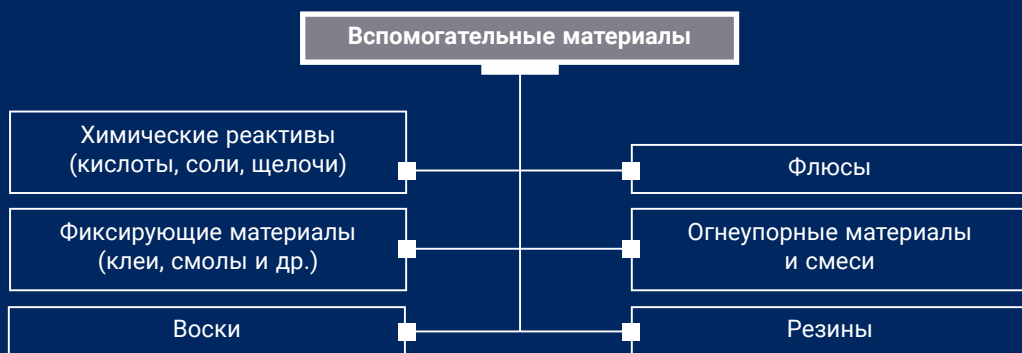 Вспомогательные материалы
Химические реактивы
(кислоты, соли, щелочи)
Флюсы
Фиксирующие материалы
(клеи, смолы и др.)
Огнеупорные материалы
и смеси
Воски
Резины